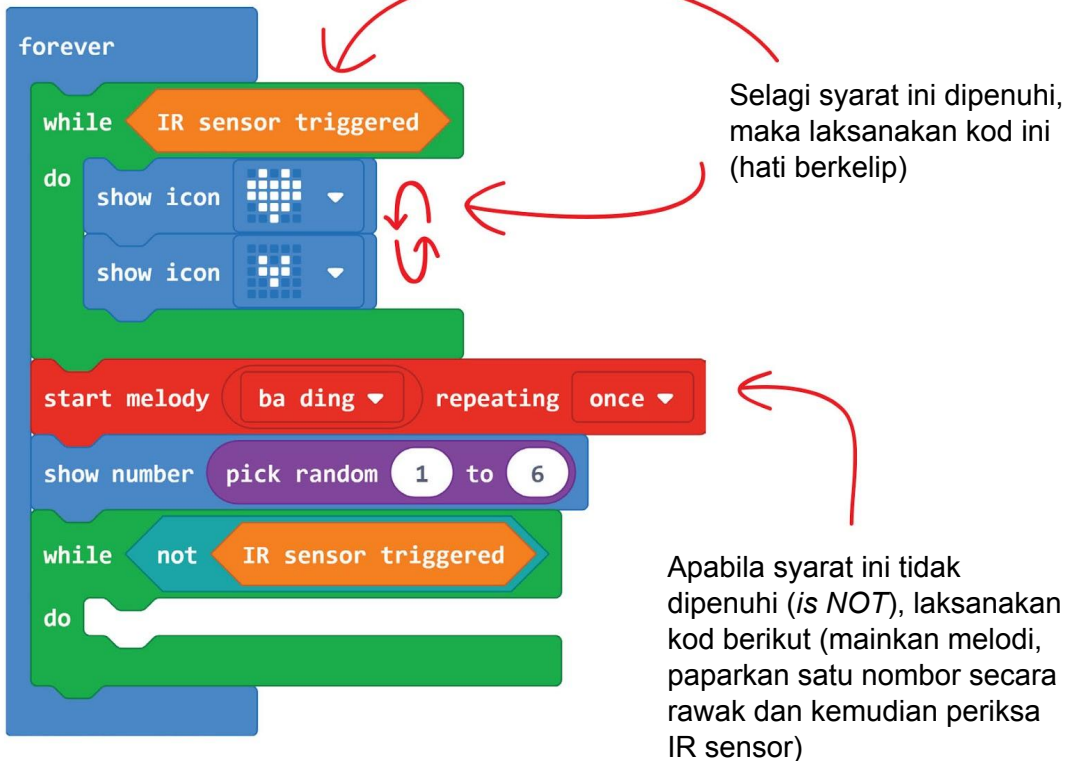 forever
while IR sensor triggered
do
show icon
show icon
start melody ba ding repeating once
show number pick random 1 to 6
while not IR sensor triggered
do
Selagi syarat ini dipenuhi,
maka laksanakan kod ini
(hati berkelip)
Apabila syarat ini tidak
dipenuhi (is NOT), laksanakan
kod berikut (mainkan melodi,
paparkan satu nombor secara
rawak dan kemudian periksa
IR sensor)